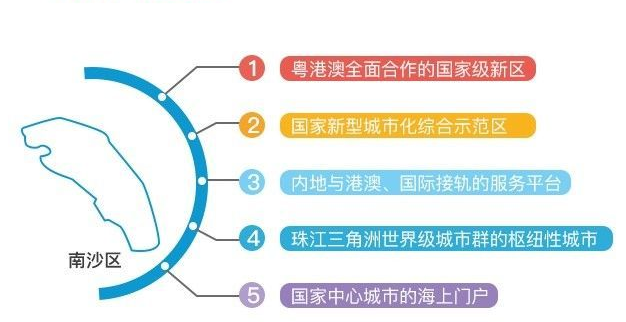 1 粤港澳全面合作的国家级新区
2 国家新型城市化综合示范区
3 内地与港澳、国际接轨的服务平台
4 珠江三角洲世界级城市群的枢纽性城市
南沙区
5 国家中心城市的海上门户